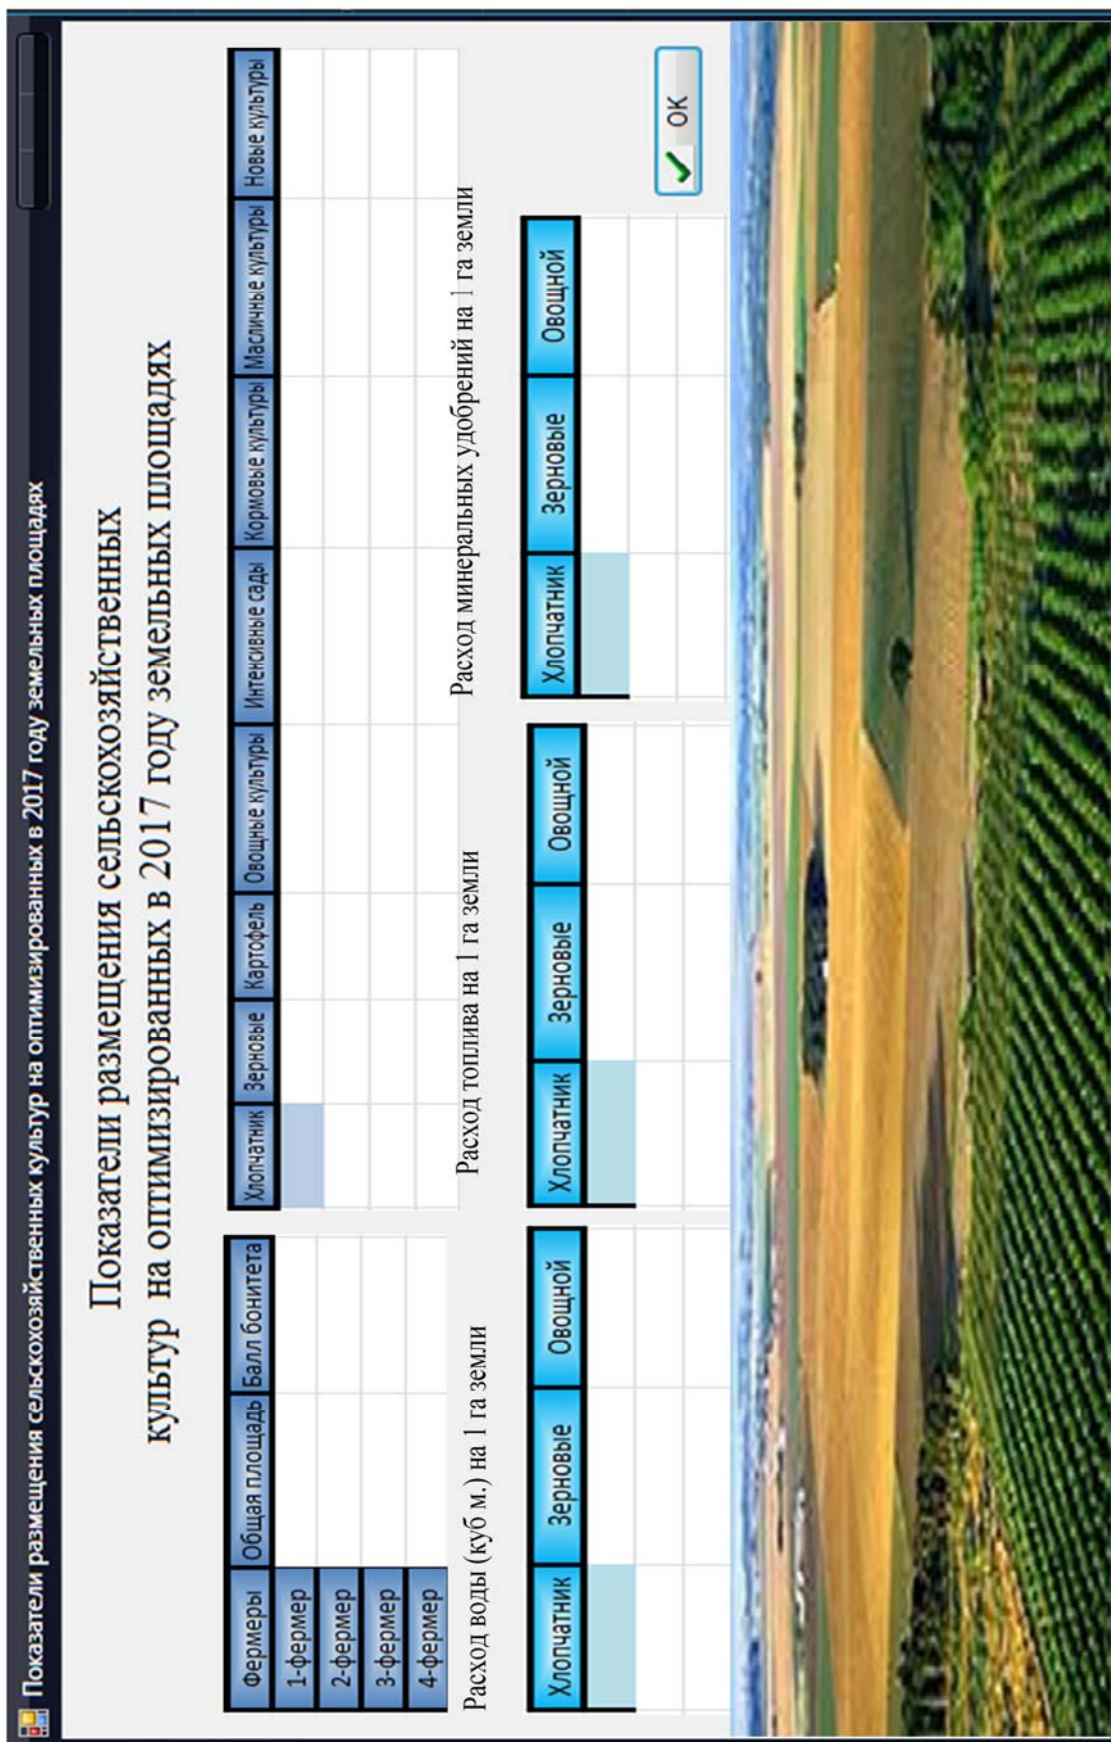 Показатели размещения сельскохозяйственных культур на оптимизированных в 2017 году земельных площадях
Показатели размещения сельскохозяйственных
культур на оптимизированных в 2017 году земельных площадях
Фермеры Общая площадь Балл бонитета
1-фермер
2-фермер
3-фермер
4-фермер
Хлопчатник Зерновые Картофель Овощные культуры Интенсивные сады Кормовые культуры Масличные культуры Новые культуры
Расход воды (куб м.) на 1 га земли
Хлопчатник Зерновые Овощной
Расход топлива на 1 га земли
Хлопчатник Зерновые Овощной
Расход минеральных удобрений на 1 га земли
Хлопчатник Зерновые Овощной
OK